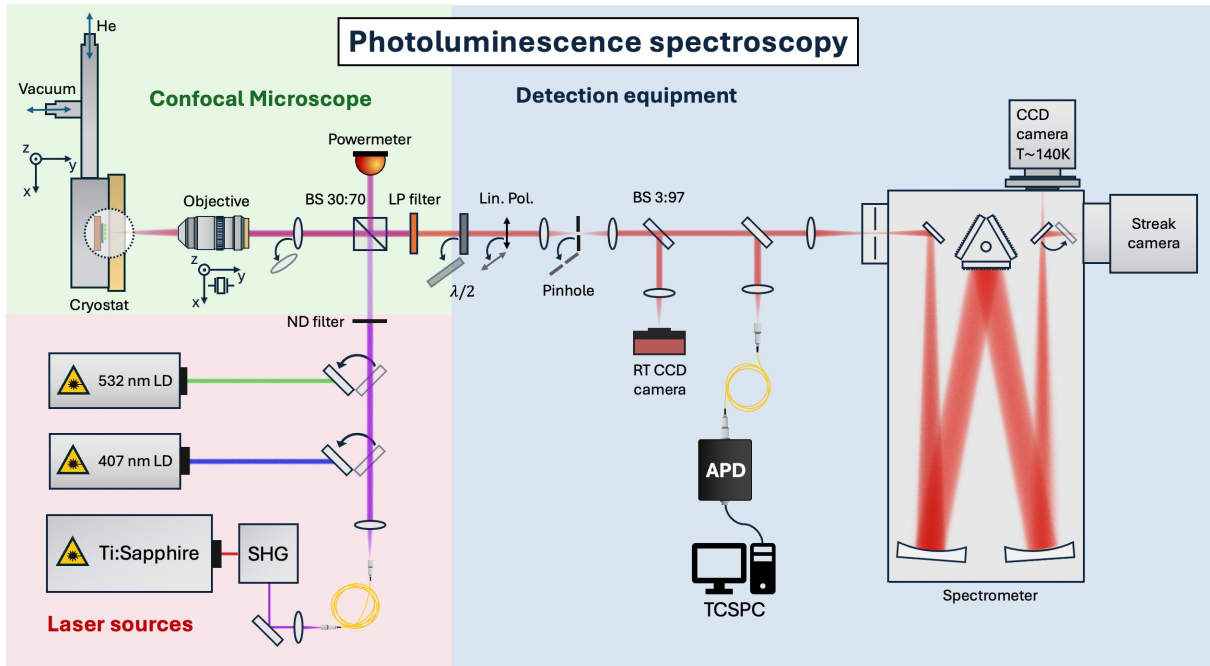 Photoluminescence spectroscopy
He
Vacuum
Confocal Microscope
Detection equipment
z
y
x
Powermeter
Objective
BS 30:70
LP filter
Lin. Pol.
BS 3:97
CCD
camera
T~140K
Streak
camera
z
y
x
λ/2
Pinhole
Cryostat
ND filter
RT CCD
camera
532 nm LD
407 nm LD
APD
Ti:Sapphire
SHG
TCSPC
Spectrometer
Laser sources